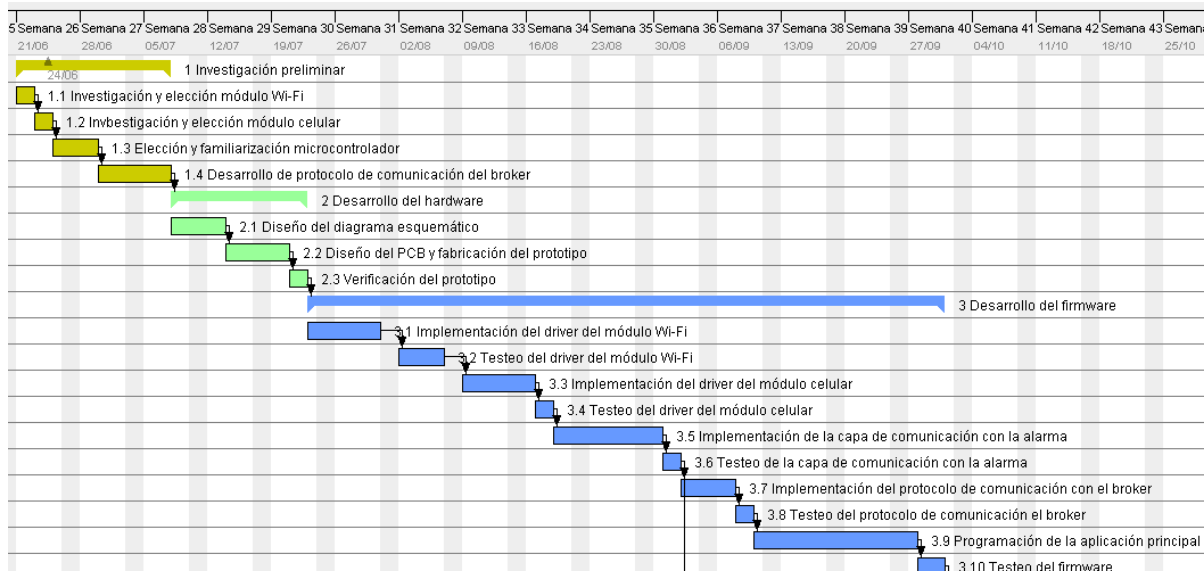 5 Semana 26 Semana 27 Semana 28 Semana 29 Semana 30 Semana 31 Semana 32 Semana 33 Semana 34 Semana 35 Semana 36 Semana 37 Semana 38 Semana 39 Semana 40 Semana 41 Semana 42 Semana 43 Semana
21/06 28/06 05/07 12/07 19/07 26/07 02/08 09/08 16/08 23/08 30/08 06/09 13/09 20/09 27/09 04/10 11/10 18/10 25/10
24/06
1 Investigación preliminar
1.1 Investigación y elección módulo Wi-Fi
1.2 Invbestigación y elección módulo celular
1.3 Elección y familiarización microcontrolador
1.4 Desarrollo de protocolo de comunicación del broker
2 Desarrollo del hardware
2.1 Diseño del diagrama esquemático
2.2 Diseño del PCB y fabricación del prototipo
2.3 Verificación del prototipo
3 Desarrollo del firmware
3.1 Implementación del driver del módulo Wi-Fi
3.2 Testeo del driver del módulo Wi-Fi
3.3 Implementación del driver del módulo celular
3.4 Testeo del driver del módulo celular
3.5 Implementación de la capa de comunicación con la alarma
3.6 Testeo de la capa de comunicación con la alarma
3.7 Implementación del protocolo de comunicación con el broker
3.8 Testeo del protocolo de comunicación el broker
3.9 Programación de la aplicación principal
3.10 Testeo del firmware